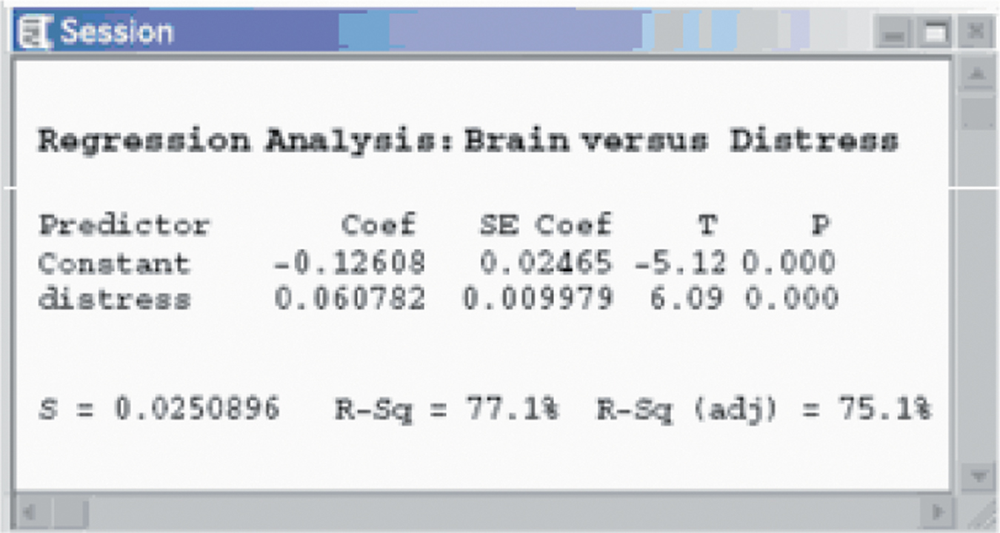 Session
Regression Analysis: Brain versus Distress
Predictor Coef SE Coef T P
Constant -0.12608 0.02465 -5.12 0.000
distress 0.060782 0.009979 6.09 0.000
S = 0.0250896 R-Sq = 77.1% R-Sq (adj) = 75.1%